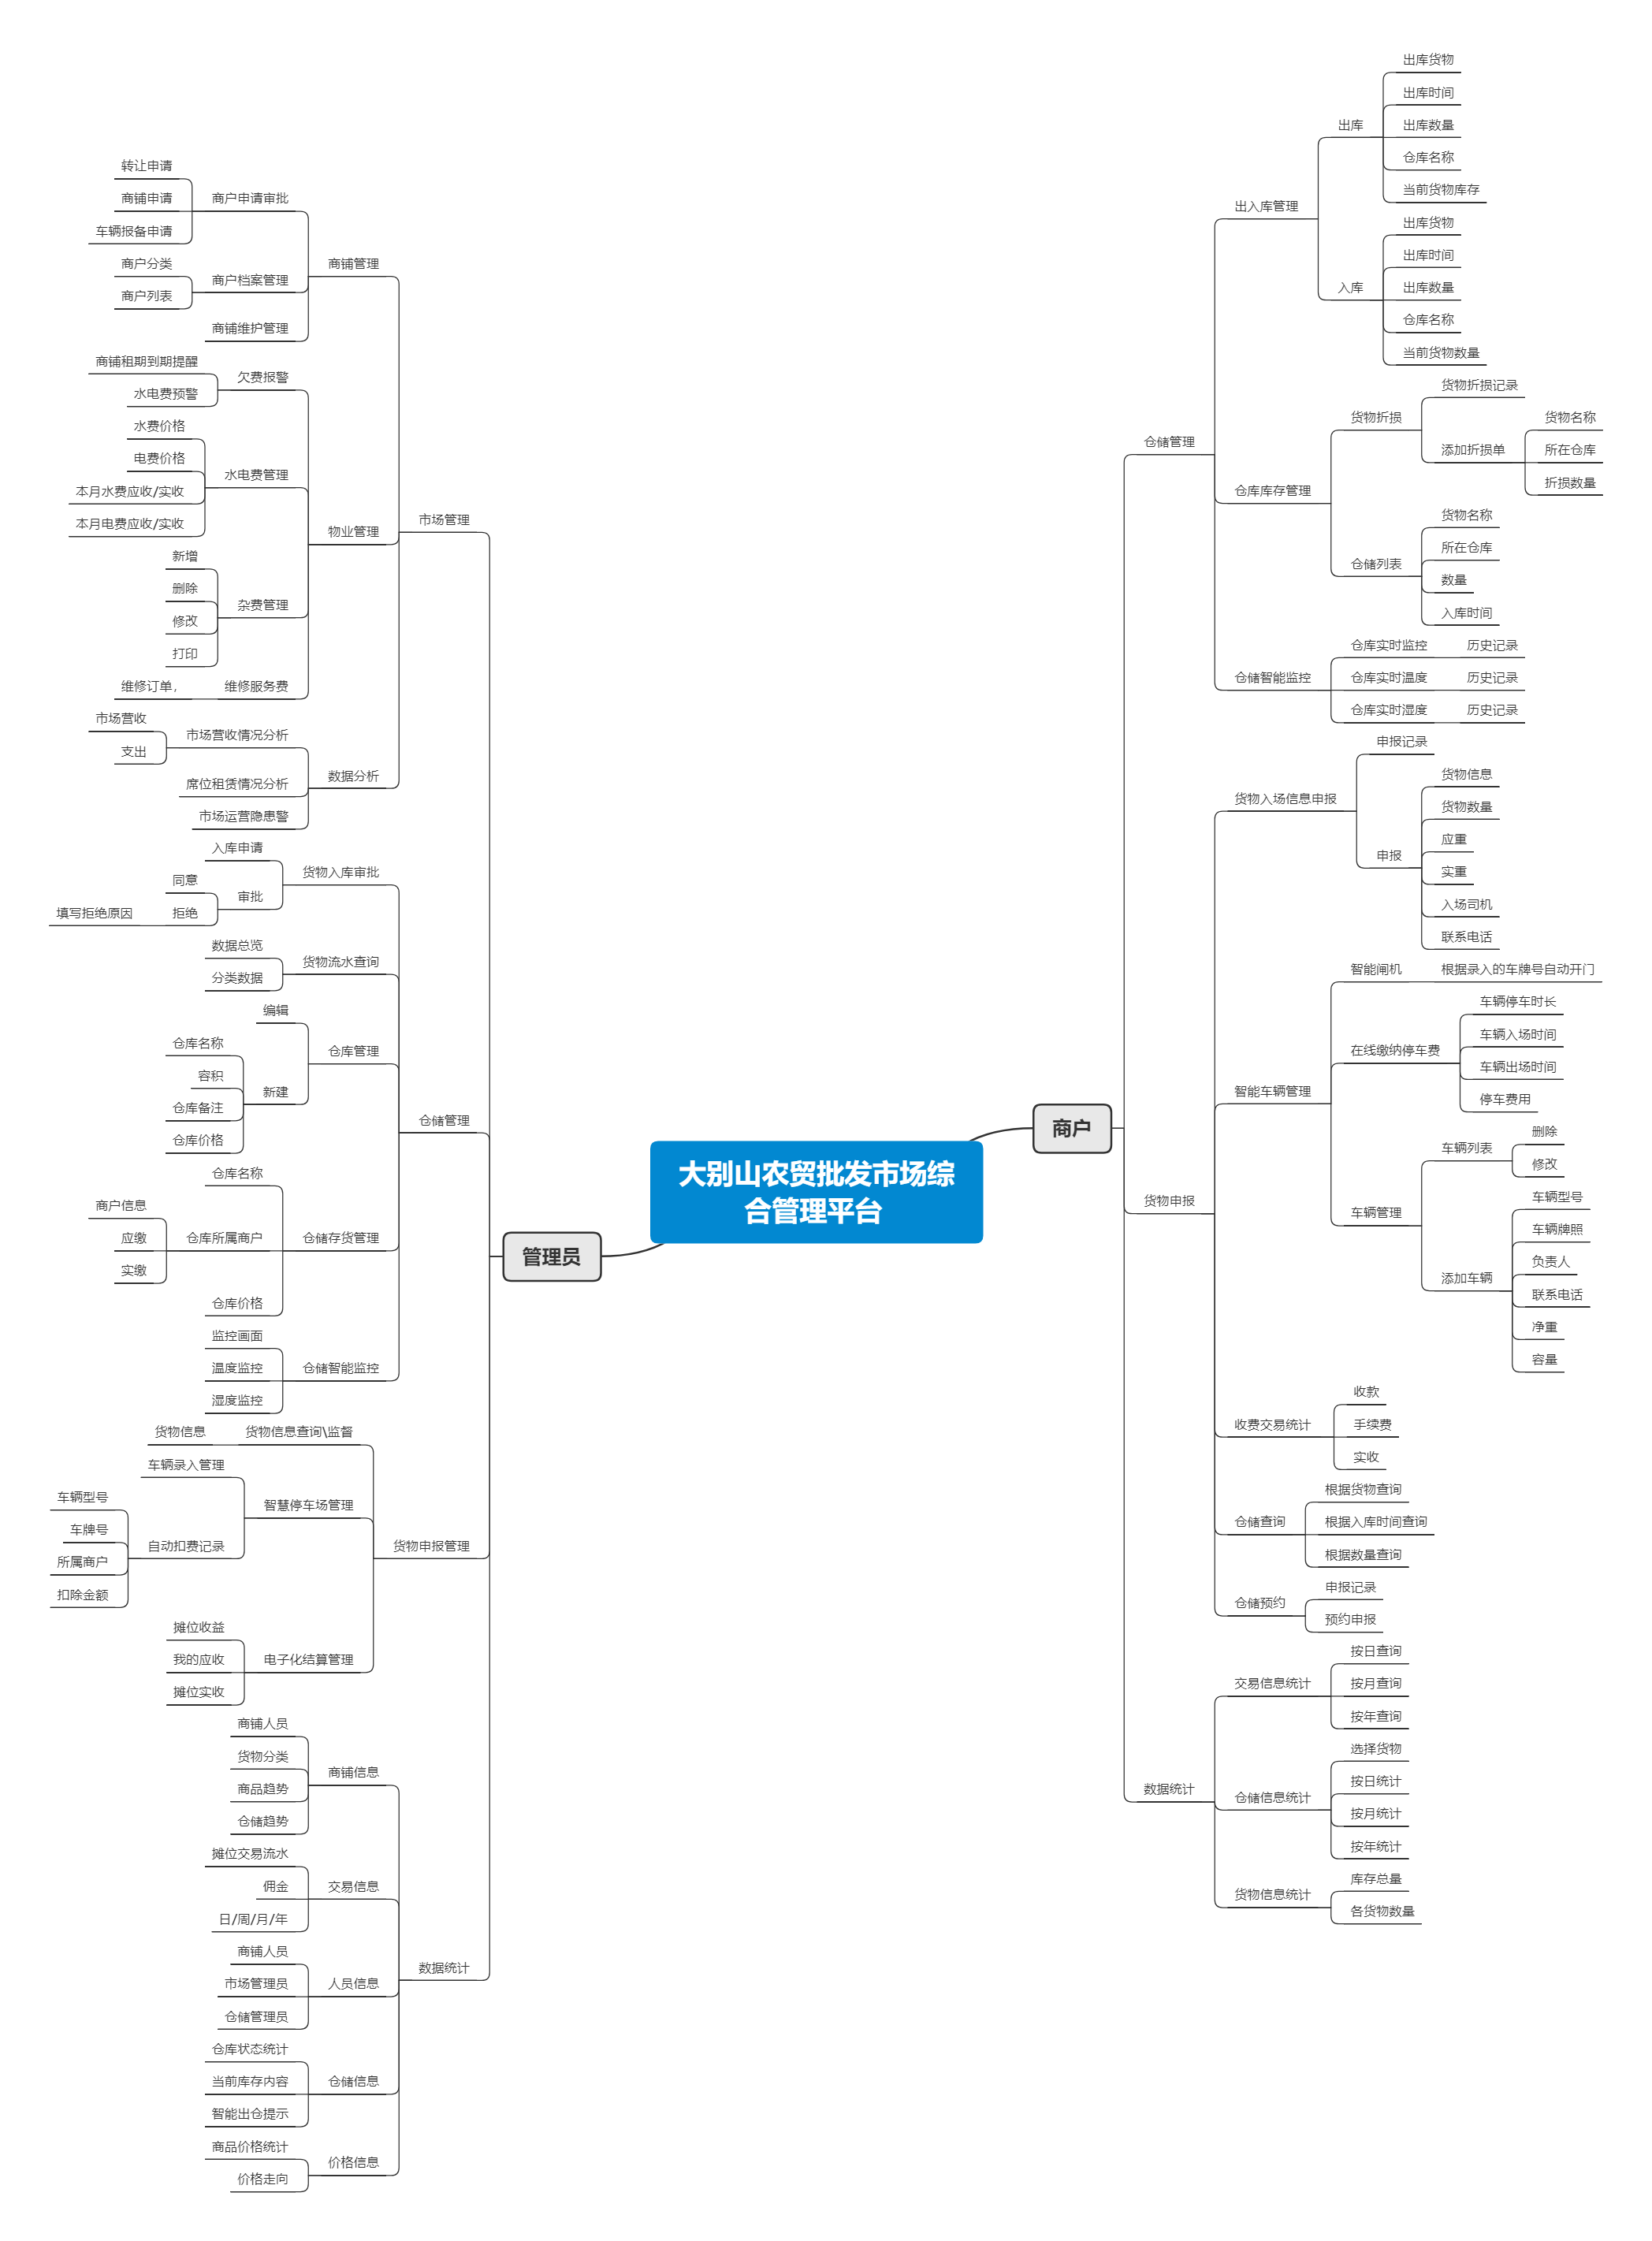 大别山农贸批发市场综
合管理平台
商户
仓储管理
出入库管理
出库
出库货物
出库时间
出库数量
仓库名称
当前货物库存
入库
出库货物
出库时间
出库数量
仓库名称
当前货物数量
仓库库存管理
货物折损
货物折损记录
添加折损单
货物名称
所在仓库
折损数量
仓储列表
货物名称
所在仓库
数量
入库时间
仓储智能监控
仓库实时监控
历史记录
仓库实时温度
历史记录
仓库实时湿度
历史记录
货物申报
货物入场信息申报
申报记录
申报
货物信息
货物数量
应重
实重
入场司机
联系电话
智能车辆管理
智能闸机
根据录入的车牌号自动开门
在线缴纳停车费
车辆停车时长
车辆入场时间
车辆出场时间
停车费用
车辆管理
车辆列表
删除
修改
添加车辆
车辆型号
车辆牌照
负责人
联系电话
净重
容量
收费交易统计
收款
手续费
实收
仓储查询
根据货物查询
根据入库时间查询
根据数量查询
仓储预约
申报记录
预约申报
数据统计
交易信息统计
按日查询
按月查询
按年查询
仓储信息统计
选择货物
按日统计
按月统计
按年统计
货物信息统计
库存总量
各货物数量
管理员
市场管理
商铺管理
商户申请审批
转让申请
商铺申请
车辆报备申请
商户档案管理
商户分类
商户列表
商铺维护管理
物业管理
欠费报警
商铺租期到期提醒
水电费预警
水电费管理
水费价格
电费价格
本月水费应收/实收
本月电费应收/实收
杂费管理
新增
删除
修改
打印
维修服务费
维修订单，
数据分析
市场营收情况分析
市场营收
支出
席位租赁情况分析
市场运营隐患警
仓储管理
货物入库审批
入库申请
审批
同意
拒绝
填写拒绝原因
货物流水查询
数据总览
分类数据
仓库管理
编辑
新建
仓库名称
容积
仓库备注
仓库价格
仓储存货管理
仓库名称
仓库所属商户
商户信息
应缴
实缴
仓库价格
仓储智能监控
监控画面
温度监控
湿度监控
货物申报管理
货物信息查询\监督
货物信息
智慧停车场管理
车辆录入管理
自动扣费记录
车辆型号
车牌号
所属商户
扣除金额
电子化结算管理
摊位收益
我的应收
摊位实收
数据统计
商铺信息
商铺人员
货物分类
商品趋势
仓储趋势
交易信息
摊位交易流水
佣金
日/周/月/年
人员信息
商铺人员
市场管理员
仓储管理员
仓储信息
仓库状态统计
当前库存内容
智能出仓提示
价格信息
商品价格统计
价格走向